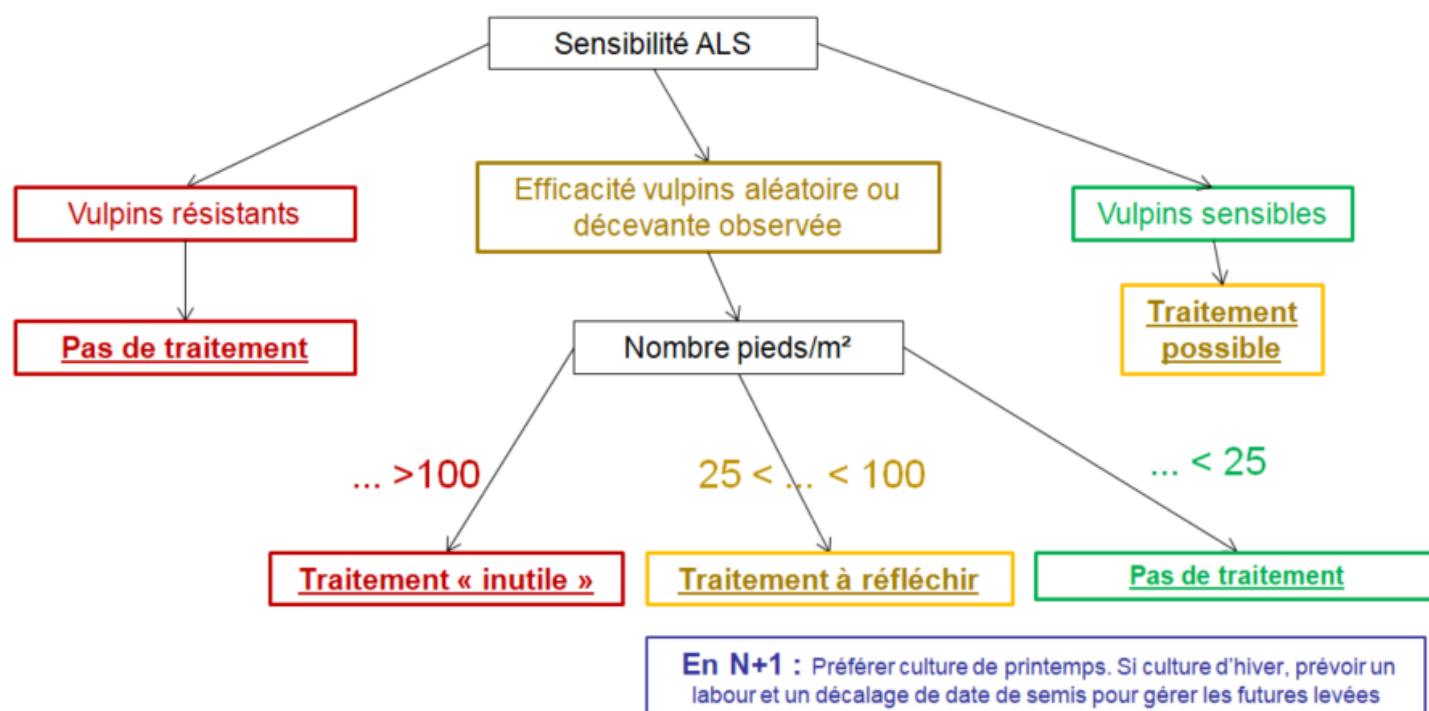 Sensibilité ALS
Vulpins résistants
Efficacité vulpins aléatoire ou
décevante observée
Vulpins sensibles
Pas de traitement
Nombre pieds/m²
Traitement
possible
... >100
25 < ... < 100
... < 25
Traitement « inutile »
Traitement à réfléchir
Pas de traitement
En N+1 : Préférer culture de printemps. Si culture d’hiver, prévoir un
labour et un décalage de date de semis pour gérer les futures levées